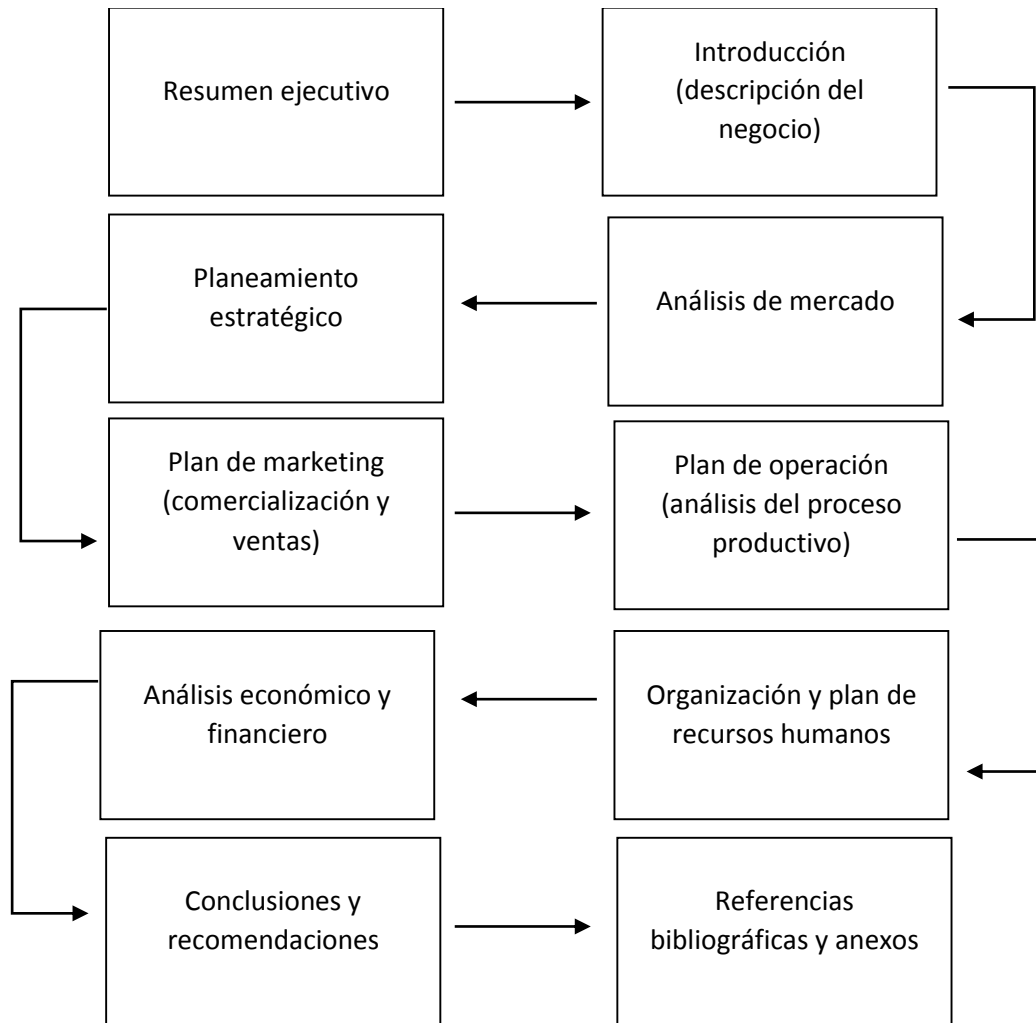 Resumen ejecutivo
Introducción
(descripción del
negocio)
Análisis de mercado
Planeamiento
estratégico
Plan de marketing
(comercialización y
ventas)
Plan de operación
(análisis del proceso
productivo)
Organización y plan de
recursos humanos
Análisis económico y
financiero
Conclusiones y
recomendaciones
Referencias
bibliográficas y anexos